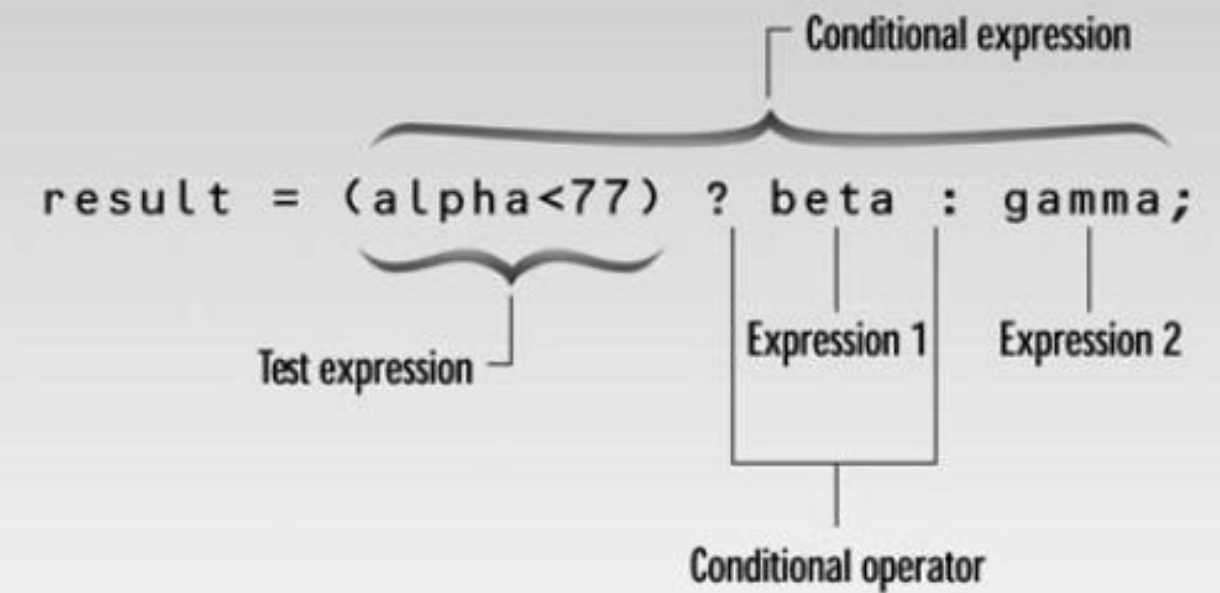 Conditional expression
result = (alpha<77) ? beta : gamma;
Expression 1 Expression 2
Test expression
Conditional operator